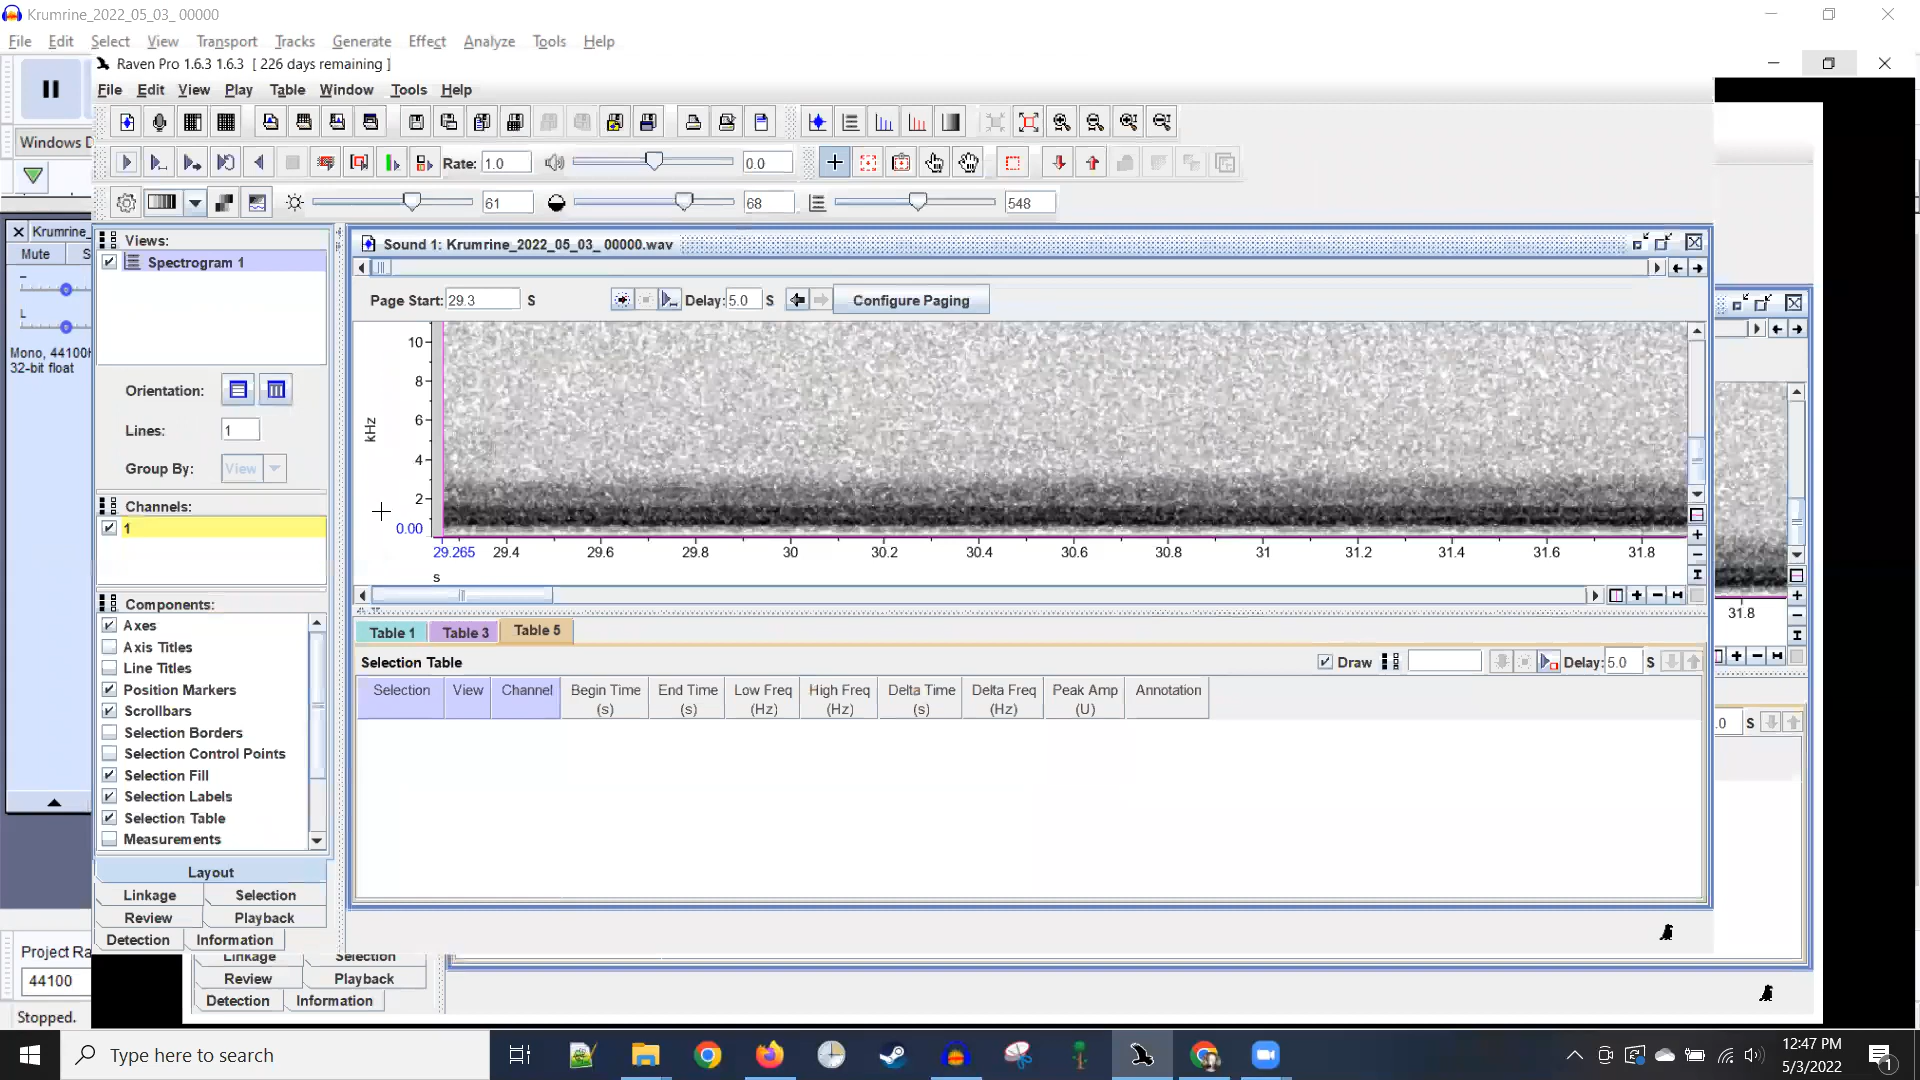 Krumrine_2022_05_03_ 00000
File Edit Select View Transport Tracks Generate Effect Analyze Tools Help
Raven Pro 1.6.3 1.6.3 [ 226 days remaining ]
File Edit View Play Table Window Tools Help
Windows D
Rate: 1.0 0.0
61 68 548
Krumrine_
Mute S
L
Mono, 44100H
32-bit float
Views:
Spectrogram 1
Orientation:
Lines: 1
Group By: View
Channels:
1
Components:
Axes
Axis Titles
Line Titles
Position Markers
Scrollbars
Selection Borders
Selection Control Points
Selection Fill
Selection Labels
Selection Table
Measurements
Layout
Linkage Selection
Review Playback
Detection Information
Sound 1: Krumrine_2022_05_03_ 00000.wav
Page Start: 29.3 S Delay: 5.0 S Configure Paging
kHz
10
8
6
4
2
0.00
29.265 29.4 29.6 29.8 30 30.2 30.4 30.6 30.8 31 31.2 31.4 31.6 31.8
s
31.8
Table 1 Table 3 Table 5
Selection Table Draw Delay: 5.0 S
Selection View Channel Begin Time (s) End Time (s) Low Freq (Hz) High Freq (Hz) Delta Time (s) Delta Freq (Hz) Peak Amp (U) Annotation
.0 S
Linkage Selection
Review Playback
Detection Information
Project Ra
44100
Stopped.
Type here to search
12:47 PM
5/3/2022
1